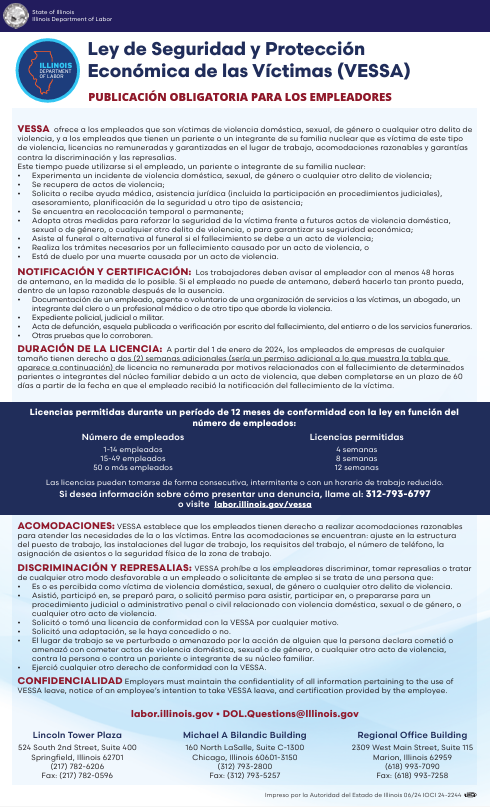 State of Illinois
Illinois Department of Labor
ILLINOIS
DEPARTMENT
OF LABOR
Ley de Seguridad y Protección
Económica de las Víctimas (VESSA)
PUBLICACIÓN OBLIGATORIA PARA LOS EMPLEADORES
VESSA ofrece a los empleados que son víctimas de violencia doméstica, sexual, de género o cualquier otro delito de
violencia, y a los empleados que tienen un pariente o un integrante de su familia nuclear que es víctima de este tipo
de violencia, licencias no remuneradas y garantizadas en el lugar de trabajo, acomodaciones razonables y garantías
contra la discriminación y las represalias.
Este tiempo puede utilizarse si el empleado, un pariente o integrante de su familia nuclear:
• Experimenta un incidente de violencia doméstica, sexual, de género o cualquier otro delito de violencia;
• Se recupera de actos de violencia;
• Solicita o recibe ayuda médica, asistencia jurídica (incluida la participación en procedimientos judiciales),
asesoramiento, planificación de la seguridad u otro tipo de asistencia;
• Se encuentra en recolocación temporal o permanente;
• Adopta otras medidas para reforzar la seguridad de la víctima frente a futuros actos de violencia doméstica,
sexual o de género, o cualquier otro delito de violencia, o para garantizar su seguridad económica;
• Asiste al funeral o alternativa al funeral si el fallecimiento se debe a un acto de violencia;
• Realiza los trámites necesarios por un fallecimiento causado por un acto de violencia, o
• Está de duelo por una muerte causada por un acto de violencia.
NOTIFICACIÓN Y CERTIFICACIÓN: Los trabajadores deben avisar al empleador con al menos 48 horas
de antemano, en la medida de lo posible. Si el empleado no puede de antemano, deberá hacerlo tan pronto pueda,
dentro de un lapso razonable después de la ausencia.
• Documentación de un empleado, agente o voluntario de una organización de servicios a las víctimas, un abogado, un
integrante del clero o un profesional médico o de otro tipo que aborde la violencia.
• Expediente policial, judicial o militar.
• Acta de defunción, esquela publicada o verificación por escrito del fallecimiento, del entierro o de los servicios funerarios.
• Otras pruebas que lo corroboren.
DURACIÓN DE LA LICENCIA: A partir del 1 de enero de 2024, los empleados de empresas de cualquier
tamaño tienen derecho a dos (2) semanas adicionales (sería un permiso adicional a lo que muestra la tabla que
aparece a continuación) de licencia no remunerada por motivos relacionados con el fallecimiento de determinados
parientes o integrantes del núcleo familiar debido a un acto de violencia, que deben completarse en un plazo de 60
días a partir de la fecha en que el empleado recibió la notificación del fallecimiento de la víctima.
Licencias permitidas durante un período de 12 meses de conformidad con la ley en función del
número de empleados:
Número de empleados Licencias permitidas
1-14 empleados 4 semanas
15-49 empleados 8 semanas
50 o más empleados 12 semanas
Las licencias pueden tomarse de forma consecutiva, intermitente o con un horario de trabajo reducido.
Si desea información sobre cómo presentar una denuncia, llame al: 312-793-6797
o visite labor.illinois.gov/vessa
ACOMODACIONES: VESSA establece que los empleados tienen derecho a realizar acomodaciones razonables
para atender las necesidades de la o las víctimas. Entre las acomodaciones se encuentran: ajuste en la estructura
del puesto de trabajo, las instalaciones del lugar de trabajo, los requisitos del trabajo, el número de teléfono, la
asignación de asientos o la seguridad física de la zona de trabajo.
DISCRIMINACIÓN Y REPRESALIAS: VESSA prohíbe a los empleadores discriminar, tomar represalias o tratar
de cualquier otro modo desfavorable a un empleado o solicitante de empleo si se trata de una persona que:
• Es o es percibida como víctima de violencia doméstica, sexual, de género o cualquier otro delito de violencia.
• Asistió, participó en, se preparó para, o solicitó permiso para asistir, participar en, o prepararse para un
procedimiento judicial o administrativo penal o civil relacionado con violencia doméstica, sexual o de género, o
cualquier otro acto de violencia.
• Solicitó o tomó una licencia de conformidad con la VESSA por cualquier motivo.
• Solicitó una adaptación, se le haya concedido o no.
• El lugar de trabajo se ve perturbado o amenazado por la acción de alguien que la persona declara cometió o
amenazó con cometer actos de violencia doméstica, sexual o de género, o cualquier otro acto de violencia,
contra la persona o contra un pariente o integrante de su núcleo familiar.
• Ejerció cualquier otro derecho de conformidad con la VESSA.
CONFIDENCIALIDAD Employers must maintain the confidentiality of all information pertaining to the use of
VESSA leave, notice of an employee's intention to take VESSA leave, and certification provided by the employee.
labor.illinois.gov • DOL.Questions@Illinois.gov
Lincoln Tower Plaza Michael A Bilandic Building Regional Office Building
524 South 2nd Street, Suite 400 160 North LaSalle, Suite C-1300 2309 West Main Street, Suite 115
Springfield, Illinois 62701 Chicago, Illinois 60601-3150 Marion, Illinois 62959
(217) 782-6206 (312) 793-2800 (618) 993-7090
Fax: (217) 782-0596 Fax: (312) 793-5257 Fax: (618) 993-7258
Impreso por la Autoridad del Estado de Illinois 06/24 IOCI 24-2244